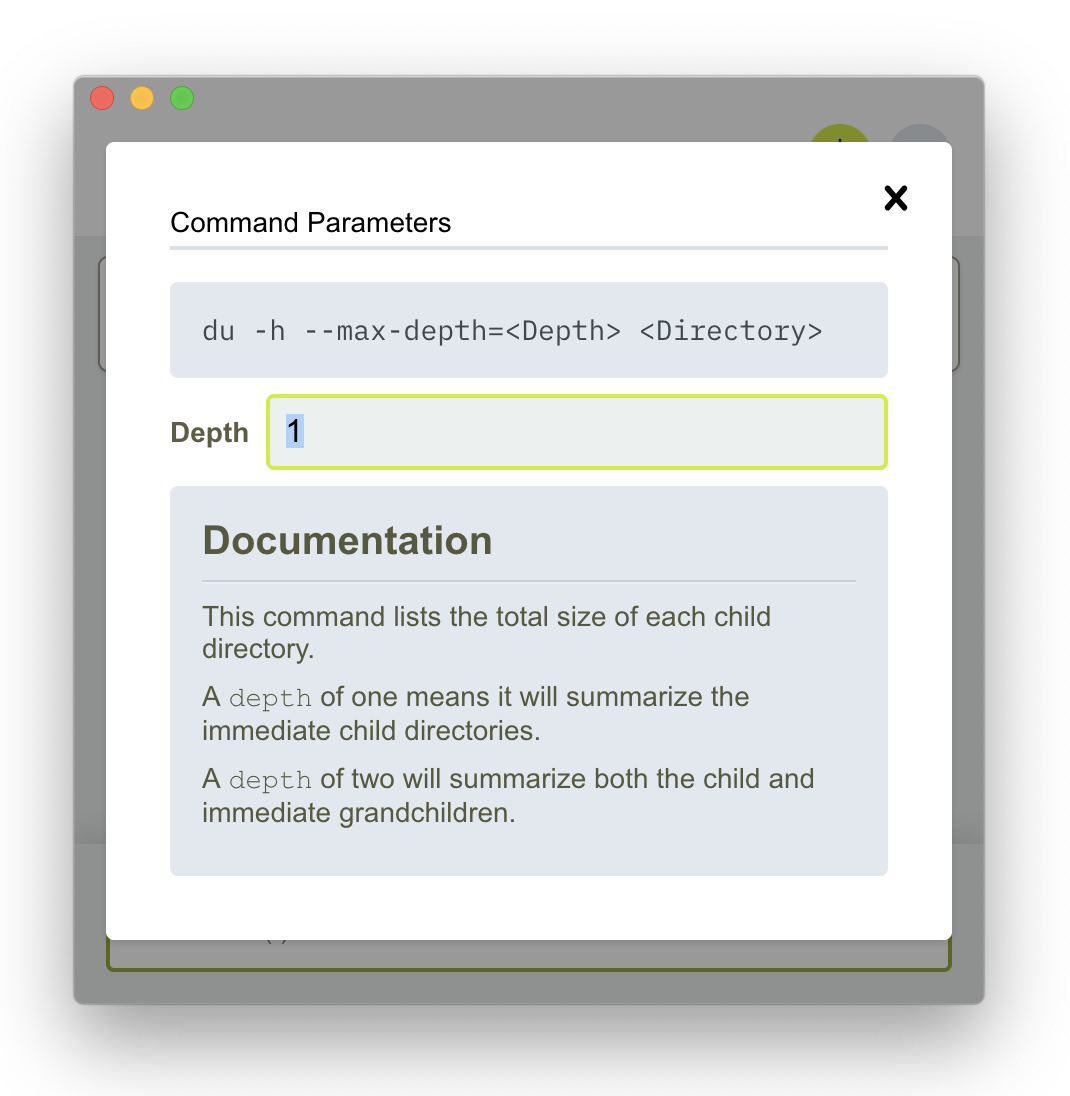 Command Parameters
du -h --max-depth=<Depth> <Directory>
Depth 1
Documentation
This command lists the total size of each child
directory.
A depth of one means it will summarize the
immediate child directories.
A depth of two will summarize both the child and
immediate grandchildren.